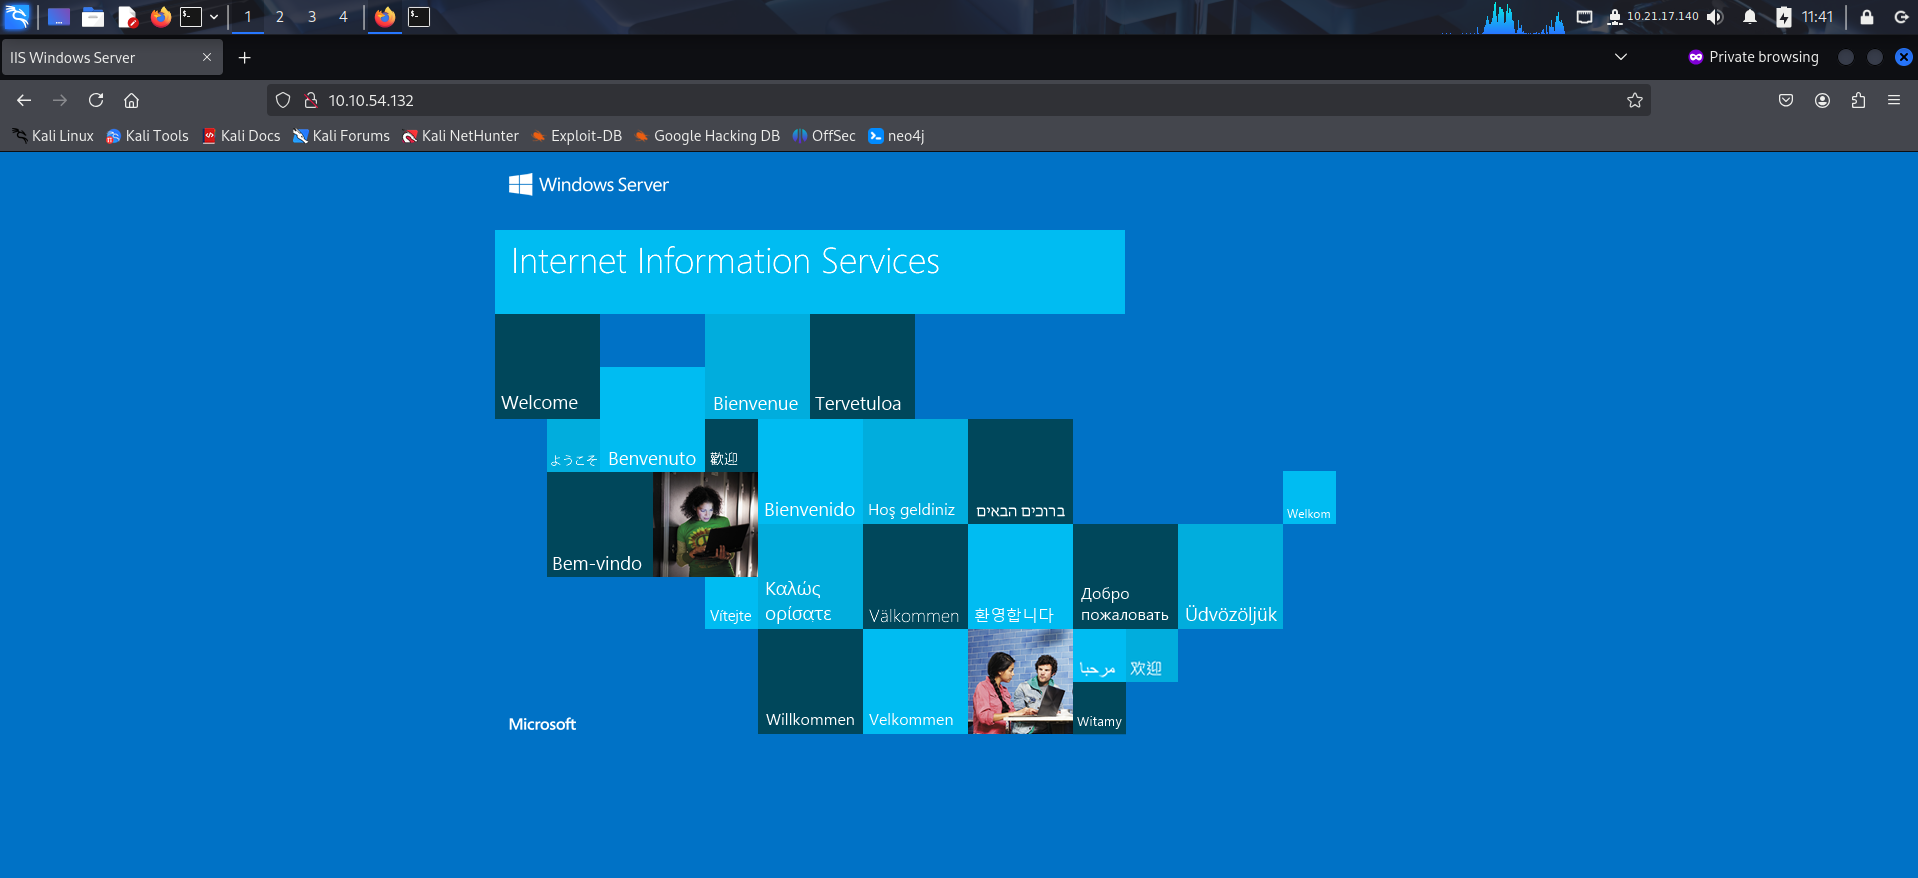 1 2 3 4
10.21.17.140
11:41
IIS Windows Server
Private browsing
10.10.54.132
Kali Linux Kali Tools Kali Docs Kali Forums Kali NetHunter Exploit-DB Google Hacking DB OffSec neo4j
Windows Server
Internet Information Services
Welcome
Bienvenue
Tervetuloa
ようこそ
Benvenuto
歡迎
Bienvenido
Hoş geldiniz
ברוכים הבאים
Welkom
Bem-vindo
Vítejte
Καλώς
ορίσατε
Välkommen
환영합니다
Добро
пожаловать
Üdvözöljük
Willkommen
Velkommen
مرحبا
欢迎
Witamy
Microsoft